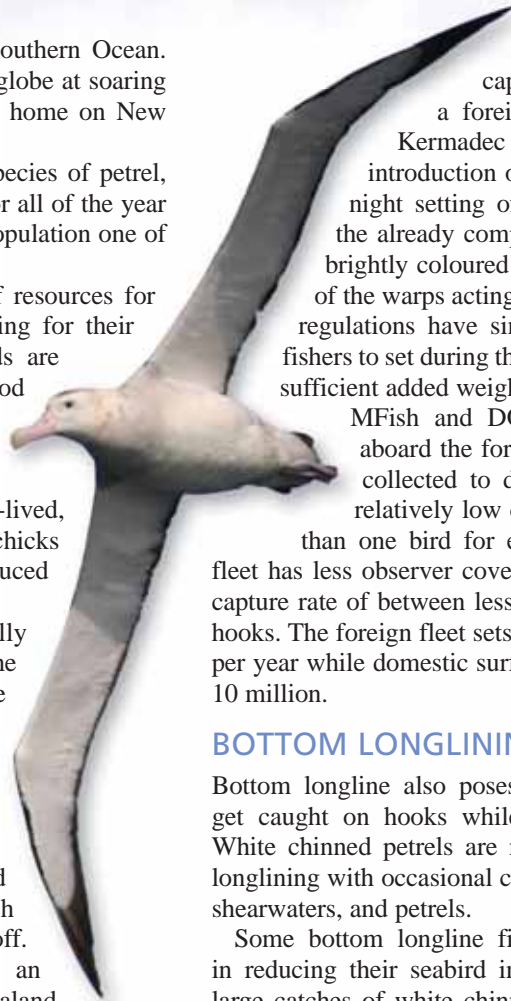 outhern Ocean.
globe at soaring
home on New
pecies of petrel,
r all of the year
opulation one of
f resources for
ing for their
ds are
od
-lived,
chicks
uced
lly
ne
e
d
h
off.
an
aland
cap
a forei
Kermadec
introduction o
night setting o
the already comp
brightly coloured
of the warps acting
regulations have sin
fishers to set during th
sufficient added weigh
MFish and DO
aboard the for
collected to d
relatively low c
than one bird for e
fleet has less observer cove
capture rate of between less
hooks. The foreign fleet sets
per year while domestic surf
10 million.
BOTTOM LONGLININ
Bottom longline also poses
get caught on hooks while
White chinned petrels are r
longlining with occasional c
shearwaters, and petrels.
Some bottom longline fi
in reducing their seabird in
large catches of white chin